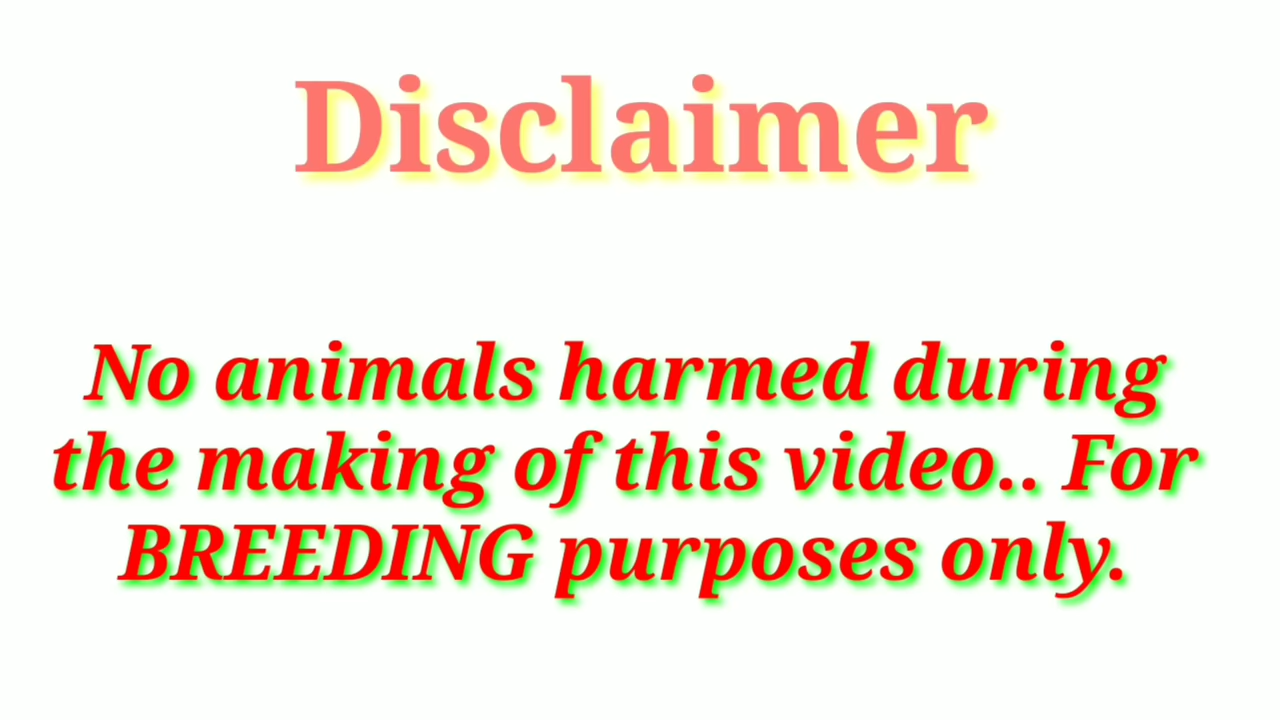 Disclaimer
No animals harmed during
the making of this video.. For
BREEDING purposes only.